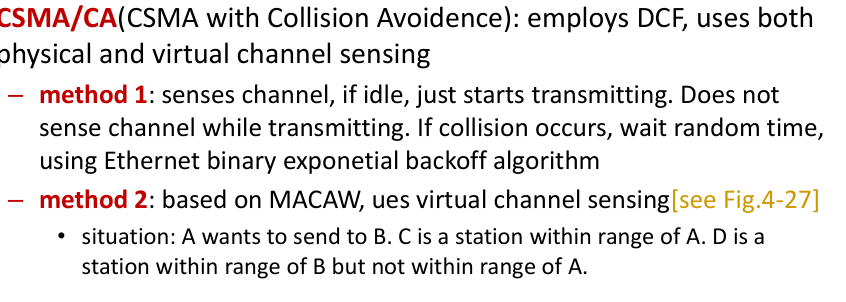 CSMA/CA(CSMA with Collision Avoidence): employs DCF, uses both
physical and virtual channel sensing
– method 1: senses channel, if idle, just starts transmitting. Does not
sense channel while transmitting. If collision occurs, wait random time,
using Ethernet binary exponetial backoff algorithm
– method 2: based on MACAW, ues virtual channel sensing[see Fig.4-27]
• situation: A wants to send to B. C is a station within range of A. D is a
station within range of B but not within range of A.